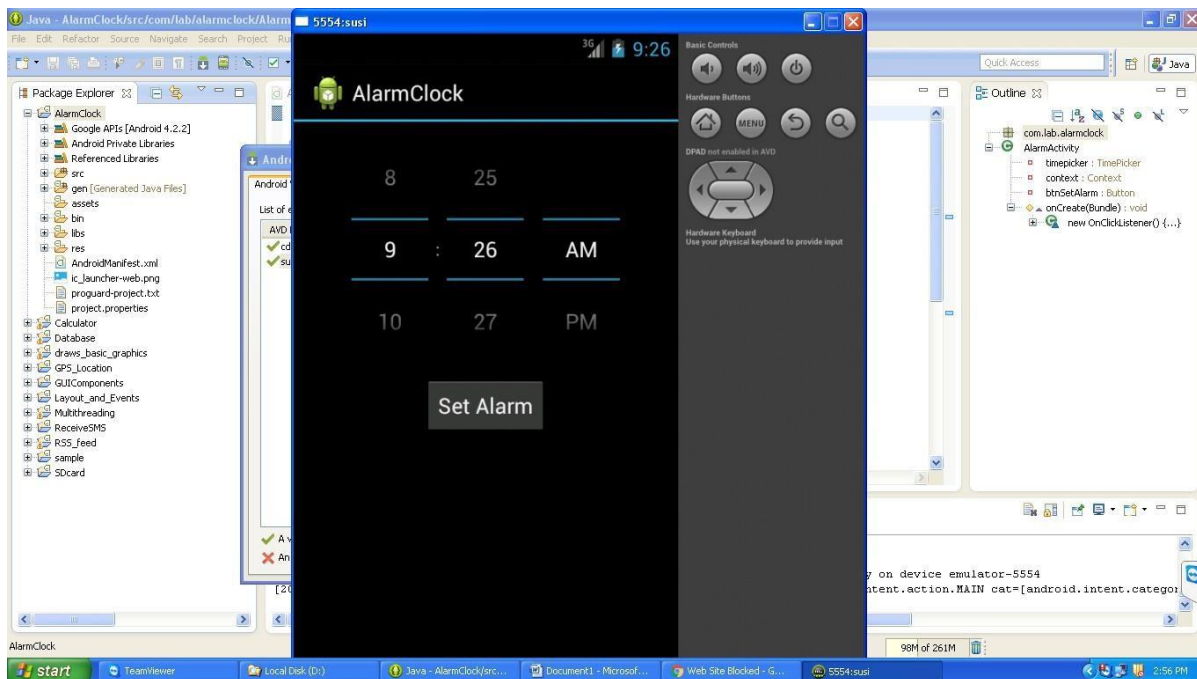 Java - AlarmClock/src/com/lab/alarmclock/Alarm
File Edit Refactor Source Navigate Search Project Ru
Quick Access
Java
Package Explorer
AlarmClock
Google APIs [Android 4.2.2]
Android Private Libraries
Referenced Libraries
src
gen [Generated Java Files]
assets
bin
libs
res
AndroidManifest.xml
ic_launcher-web.png
proguard-project.txt
project.properties
Calculator
Database
draws_basic_graphics
GPS_Location
GUIComponents
Layout_and_Events
Multithreading
ReceiveSMS
RSS_feed
sample
SDcard
Andr
Android
List of e
AVD
cd
su
A v
An
[20
5554:susi
3G 9:26
AlarmClock
8 25
9 : 26 AM
10 27 PM
Set Alarm
Basic Controls
Hardware Buttons
MENU
DPAD not enabled in AVD
Hardware Keyboard
Use your physical keyboard to provide input
Outline
com.lab.alarmclock
AlarmActivity
timepicker : TimePicker
context : Context
btnSetAlarm : Button
onCreate(Bundle) : void
new OnClickListener() {...}
y on device emulator-5554
ntent.action.MAIN cat=[android.intent.categor
AlarmClock
98M of 261M
start
TeamViewer
Local Disk (D:)
Java - AlarmClock/src...
Document1 - Microsof...
Web Site Blocked - G...
5554:susi
2:56 PM